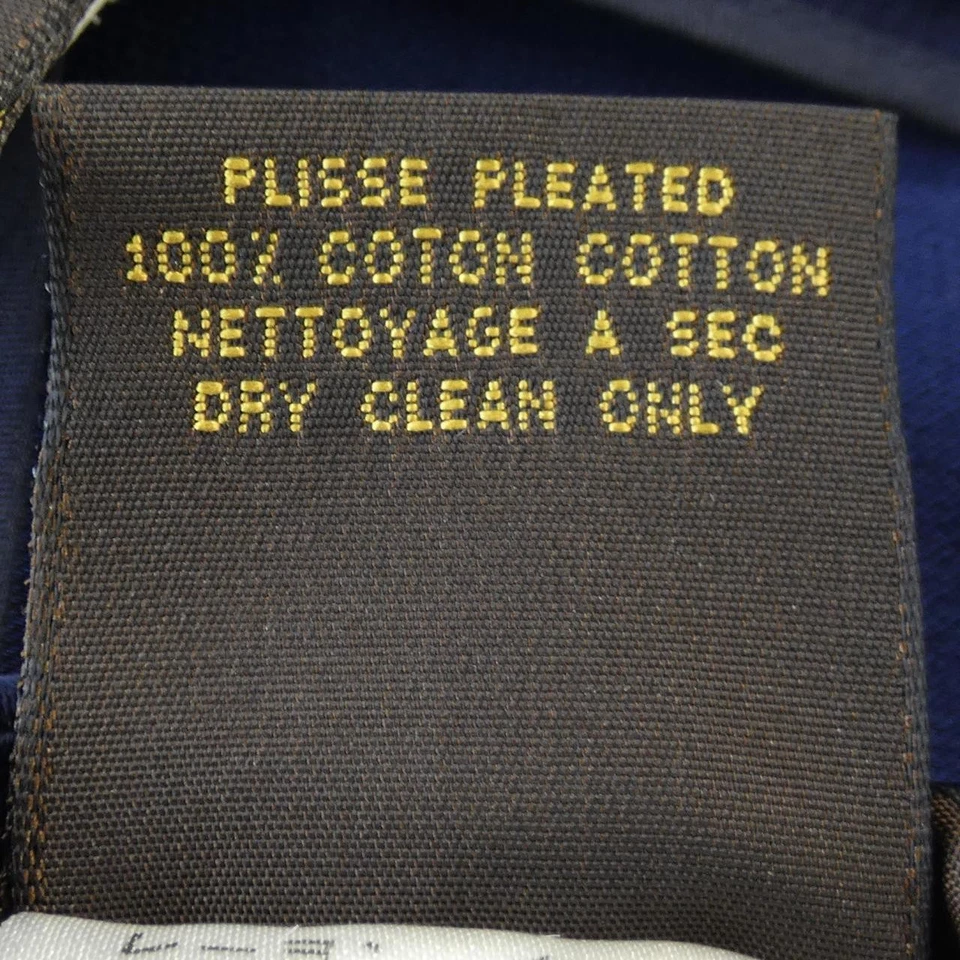 PLISSE PLEATED
100% COTON COTTON
NETTOYAGE A SEC
DRY CLEAN ONLY